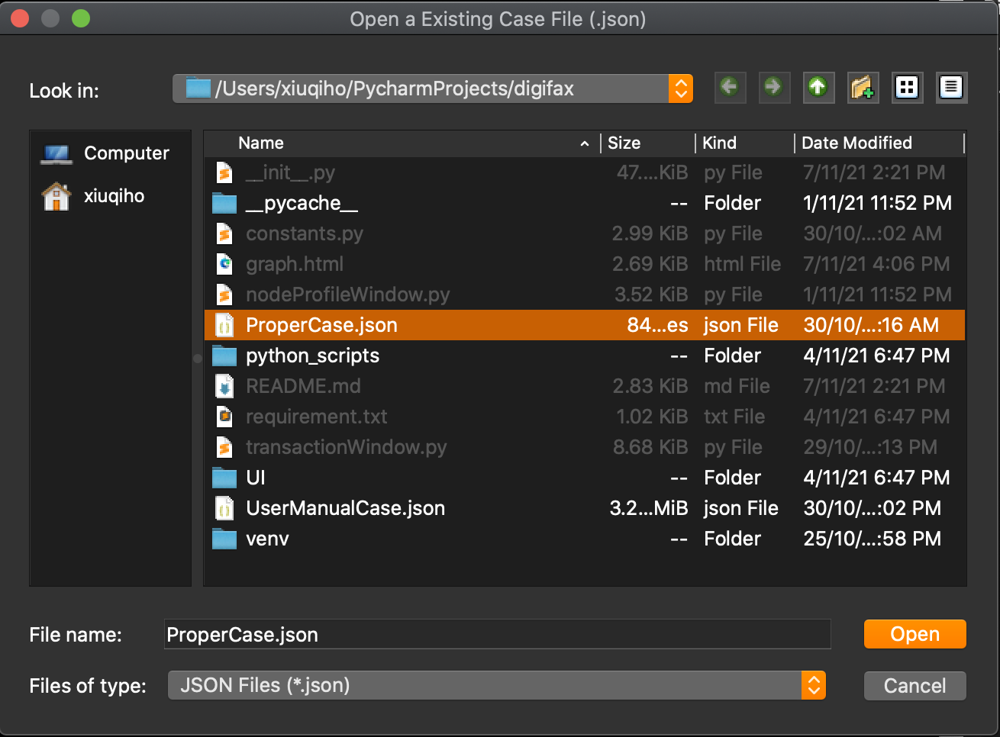 Open a Existing Case File (.json)
Look in: /Users/xiuqiho/PycharmProjects/digifax
Computer
xiuqiho
Name Size Kind Date Modified
__init__.py 47....KiB py File 7/11/21 2:21 PM
__pycache__ -- Folder 1/11/21 11:52 PM
constants.py 2.99 KiB py File 30/10/...:02 AM
graph.html 2.69 KiB html File 7/11/21 4:06 PM
nodeProfileWindow.py 3.52 KiB py File 1/11/21 11:52 PM
ProperCase.json 84...es json File 30/10/...:16 AM
python_scripts -- Folder 4/11/21 6:47 PM
README.md 2.83 KiB md File 7/11/21 2:21 PM
requirement.txt 1.02 KiB txt File 4/11/21 6:47 PM
transactionWindow.py 8.68 KiB py File 29/10/...:13 PM
UI -- Folder 4/11/21 6:47 PM
UserManualCase.json 3.2...MiB json File 30/10/...:02 PM
venv -- Folder 25/10/...:58 PM
File name: ProperCase.json Open
Files of type: JSON Files (*.json) Cancel